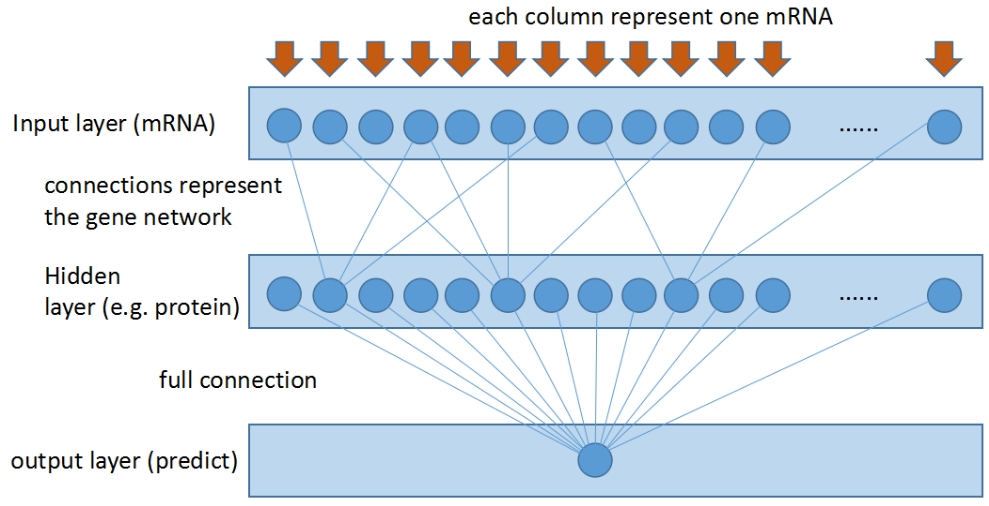 each column represent one mRNA
Input layer (mRNA)
......
connections represent
the gene network
Hidden
layer (e.g. protein)
......
full connection
output layer (predict)